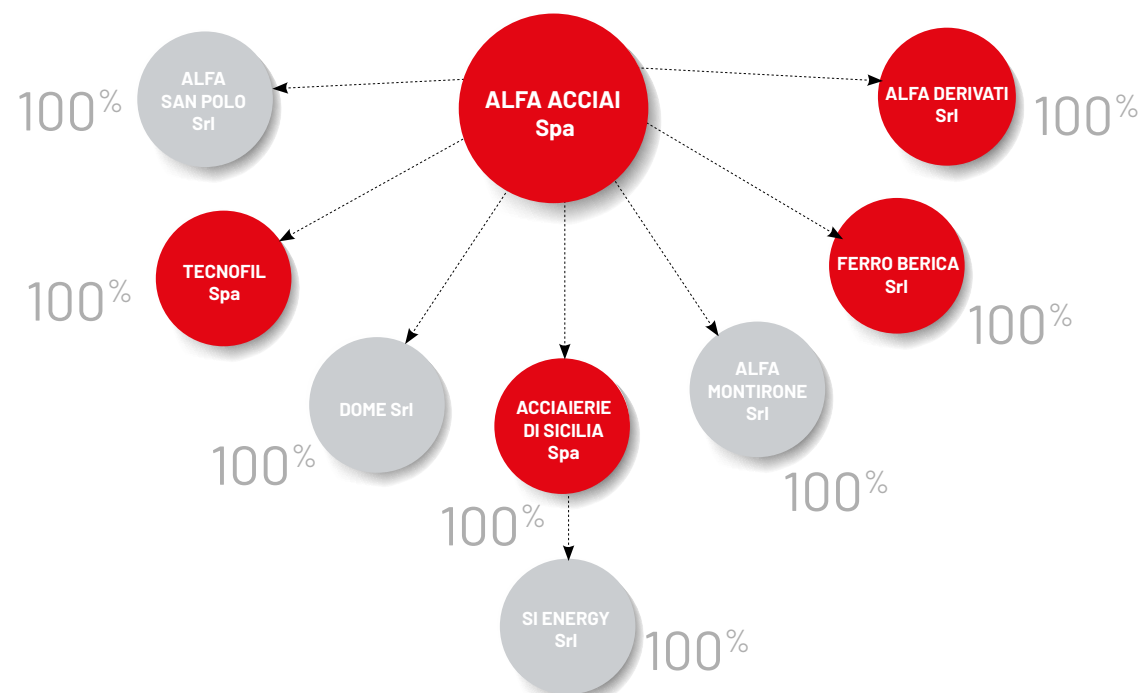 ALFA
SAN POLO
Srl
100%
ALFA ACCIAI
Spa
ALFA DERIVATI
Srl
100%
TECNOFIL
Spa
100%
FERRO BERICA
Srl
100%
DOME Srl
100%
ACCIAIERIE
DI SICILIA
Spa
100%
ALFA
MONTIRONE
Srl
100%
SI ENERGY
Srl
100%